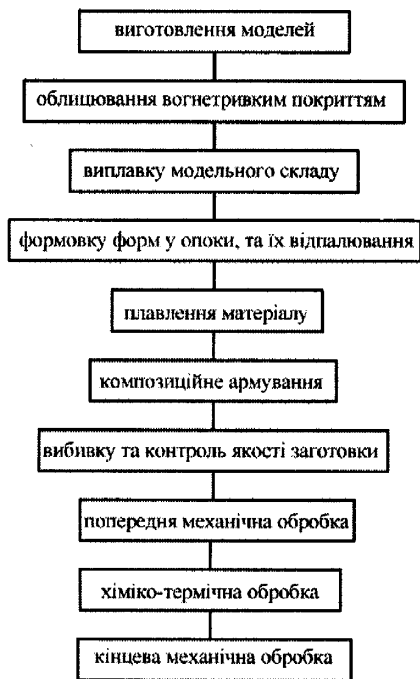 виготовлення моделей
облицювання вогнетривким покриттям
виплавку модельного складу
формовку форм у опоки, та їх відпалювання
плавлення матеріалу
композиційне армування
вибивку та контроль якості заготовки
попередня механічна обробка
хіміко-термічна обробка
кінцева механічна обробка